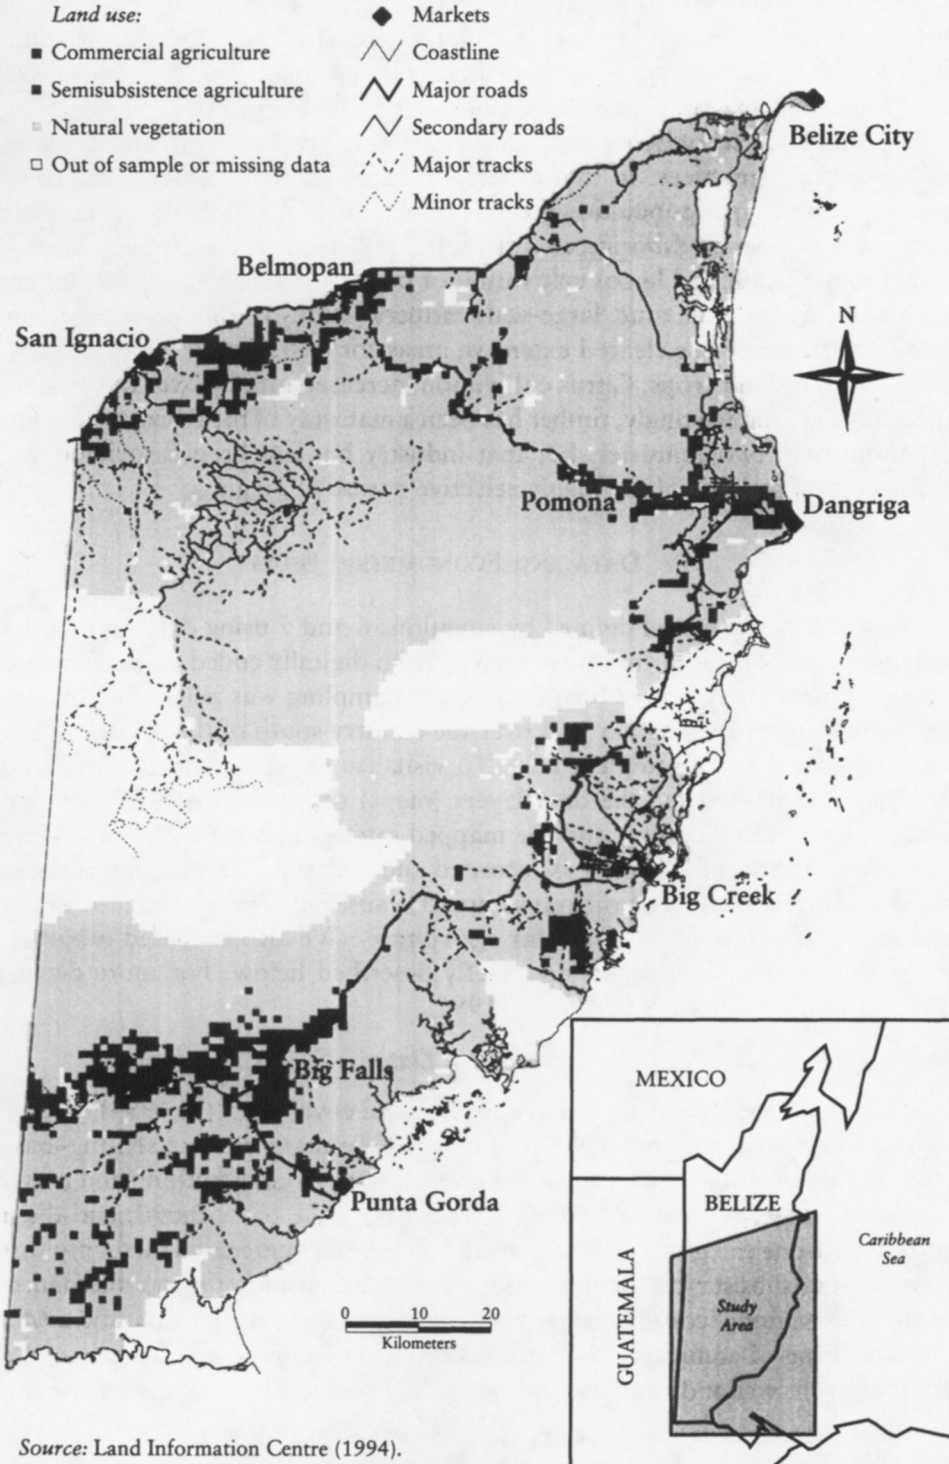 Land use:
Commercial agriculture
Semisubsistence agriculture
Natural vegetation
Out of sample or missing data
Markets
Coastline
Major roads
Secondary roads
Major tracks
Minor tracks
Belize City
Belmopan
San Ignacio
N
Pomona
Dangriga
Big Creek
Big Falls
Punta Gorda
0 10 20
Kilometers
MEXICO
BELIZE
GUATEMALA
Caribbean
Sea
Study
Area
Source: Land Information Centre (1994).